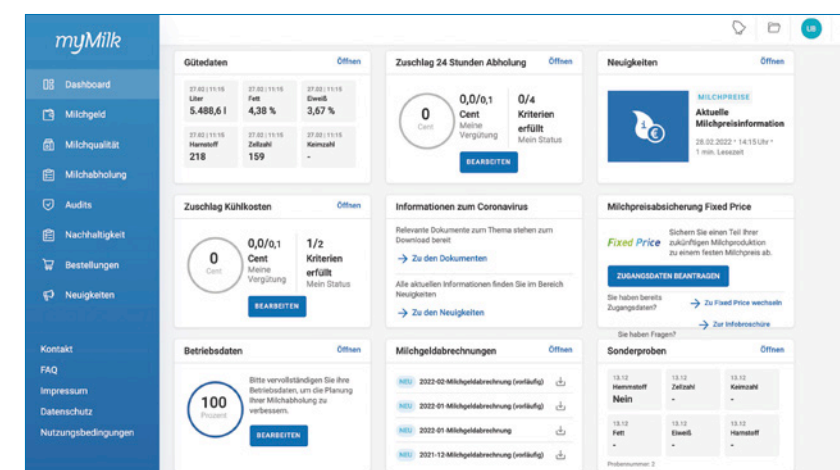 myMilk
Dashboard
Milchgeld
Milchqualität
Milchabholung
Audits
Nachhaltigkeit
Bestellungen
Neuigkeiten
Kontakt
FAQ
Impressum
Datenschutz
Nutzungsbedingungen
US
Gütedaten Öffnen
27.02 | 11:15 27.02 | 11:15 27.02 | 11:15
Liter Fett Eiweiß
5.488,6 l 4,38 % 3,67 %
27.02 | 11:15 27.02 | 11:15 27.02 | 11:15
Harnstoff Zellzahl Keimzahl
218 159 -
Zuschlag 24 Stunden Abholung Öffnen
0
Cent
0,0/0,1
Cent
Meine
Vergütung
0/4
Kriterien
erfüllt
Mein Status
BEARBEITEN
Neuigkeiten Öffnen
i €
MILCHPREISE
Aktuelle
Milchpreisinformation
28.02.2022 • 14:15 Uhr •
1 min. Lesezeit
Zuschlag Kühlkosten Öffnen
0
Cent
0,0/0,1
Cent
Meine
Vergütung
1/2
Kriterien
erfüllt
Mein Status
BEARBEITEN
Informationen zum Coronavirus
Relevante Dokumente zum Thema stehen zum
Download bereit
→ Zu den Dokumenten
Alle aktuellen Informationen finden Sie im Bereich
Neuigkeiten
→ Zu den Neuigkeiten
Milchpreisabsicherung Fixed Price
Fixed Price
Sichern Sie einen Teil Ihrer
zukünftigen Milchproduktion
zu einem festen Milchpreis ab.
ZUGANGSDATEN BEANTRAGEN
Sie haben bereits
Zugangsdaten?
→ Zu Fixed Price wechseln
→ Zur Infobroschüre
Sie haben Fragen?
Betriebsdaten Öffnen
100
Prozent
Bitte vervollständigen Sie ihre
Betriebsdaten, um die Planung
Ihrer Milchabholung zu
verbessern.
BEARBEITEN
Milchgeldabrechnungen Öffnen
NEU 2022-02-Milchgeldabrechnung (vorläufig)
NEU 2022-01-Milchgeldabrechnung (vorläufig)
NEU 2022-01-Milchgeldabrechnung
NEU 2021-12-Milchgeldabrechnung (vorläufig)
Sonderproben Öffnen
13.12 13.12 13.12
Hemmstoff Zellzahl Keimzahl
Nein - -
13.12 13.12 13.12
Fett Eiweiß Harnstoff
- - -
Probennummer: 2